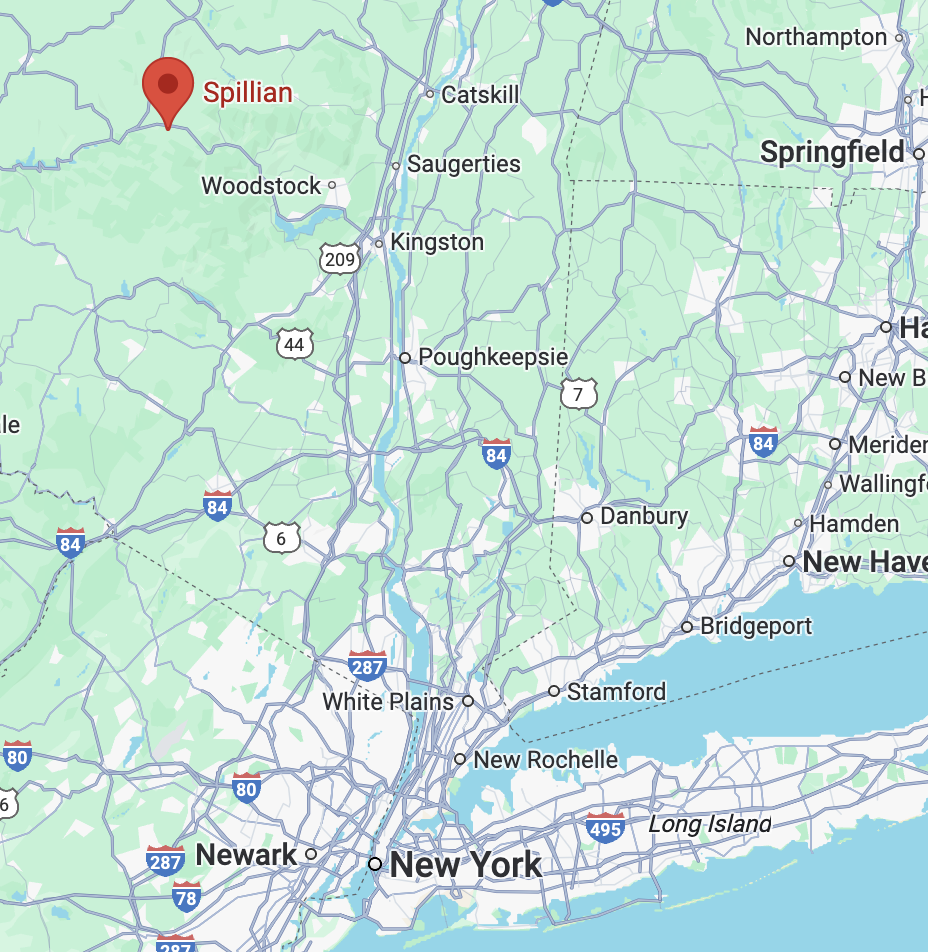 Northampton
Spillian
Catskill
H
Springfield
Saugerties
Woodstock
Kingston
209
Ha
44
Poughkeepsie
New B
7
le
84
84
Meriden
Wallingfo
84
Danbury
Hamden
6
84
New Have
Bridgeport
287
Stamford
White Plains
80
New Rochelle
80
6
495
Long Island
Newark
287
New York
78
287